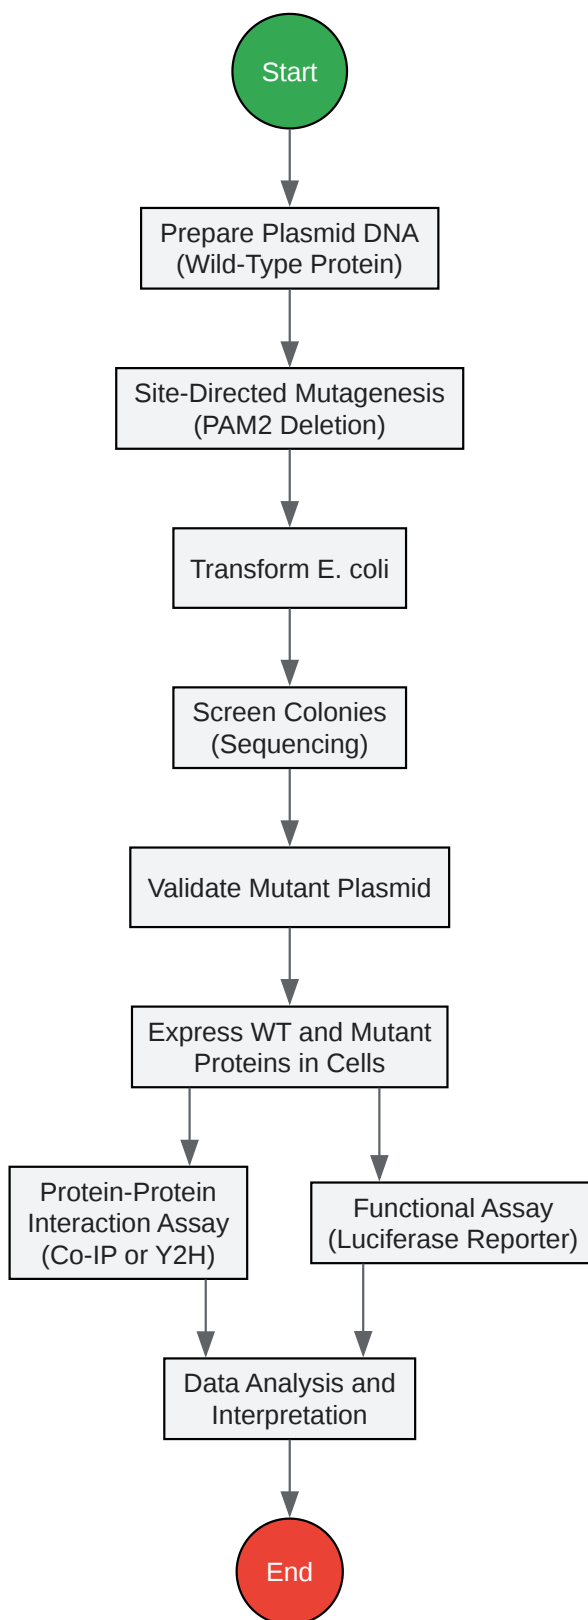 Start
Prepare Plasmid DNA
(Wild-Type Protein)
Site-Directed Mutagenesis
(PAM2 Deletion)
Transform E. coli
Screen Colonies
(Sequencing)
Validate Mutant Plasmid
Express WT and Mutant
Proteins in Cells
Protein-Protein
Interaction Assay
(Co-IP or Y2H)
Functional Assay
(Luciferase Reporter)
Data Analysis and
Interpretation
End